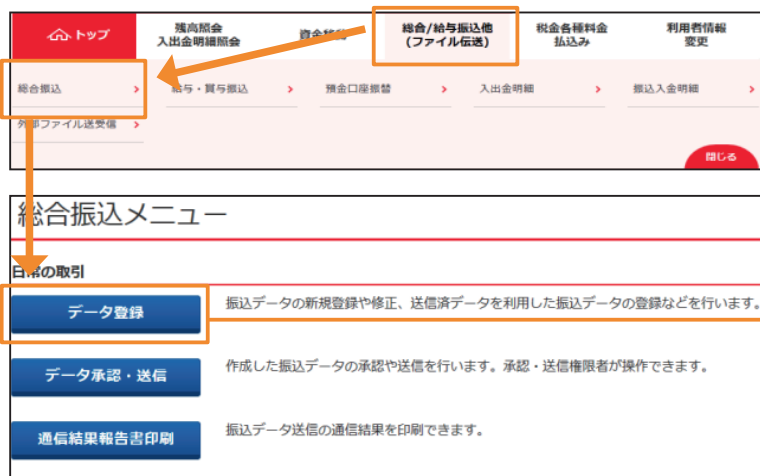 トップ
残高照会
入出金明細照会
資金移動
総合/給与振込他
(ファイル伝送)
税金各種料金
払込み
利用者情報
変更
総合振込
給与・賞与振込
預金口座振替
入出金明細
振込入金明細
外部ファイル送受信
閉じる
総合振込メニュー
日常の取引
データ登録
振込データの新規登録や修正、送信済データを利用した振込データの登録などを行います。
データ承認・送信
作成した振込データの承認や送信を行います。承認・送信権限者が操作できます。
通信結果報告書印刷
振込データ送信の通信結果を印刷できます。